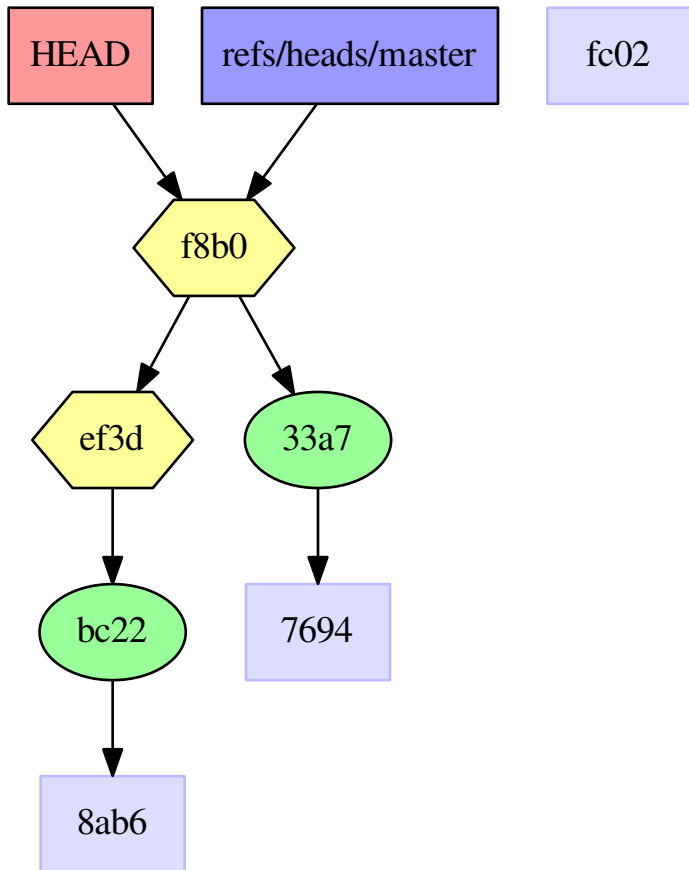 HEAD
refs/heads/master
fc02
f8b0
ef3d
33a7
bc22
7694
8ab6